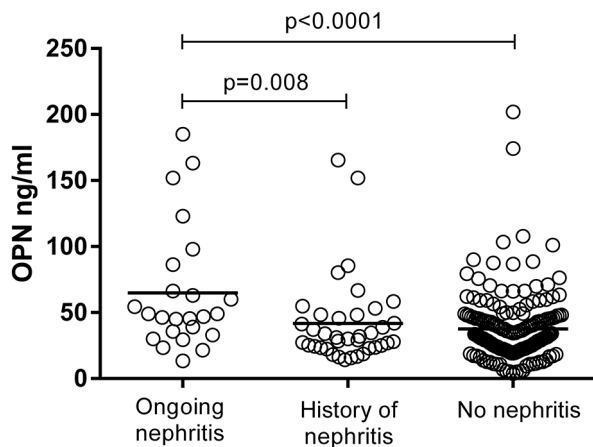 p<0.0001
p=0.008
OPN ng/ml
250
200
150
100
50
0
Ongoing
nephritis
History of
nephritis
No nephritis